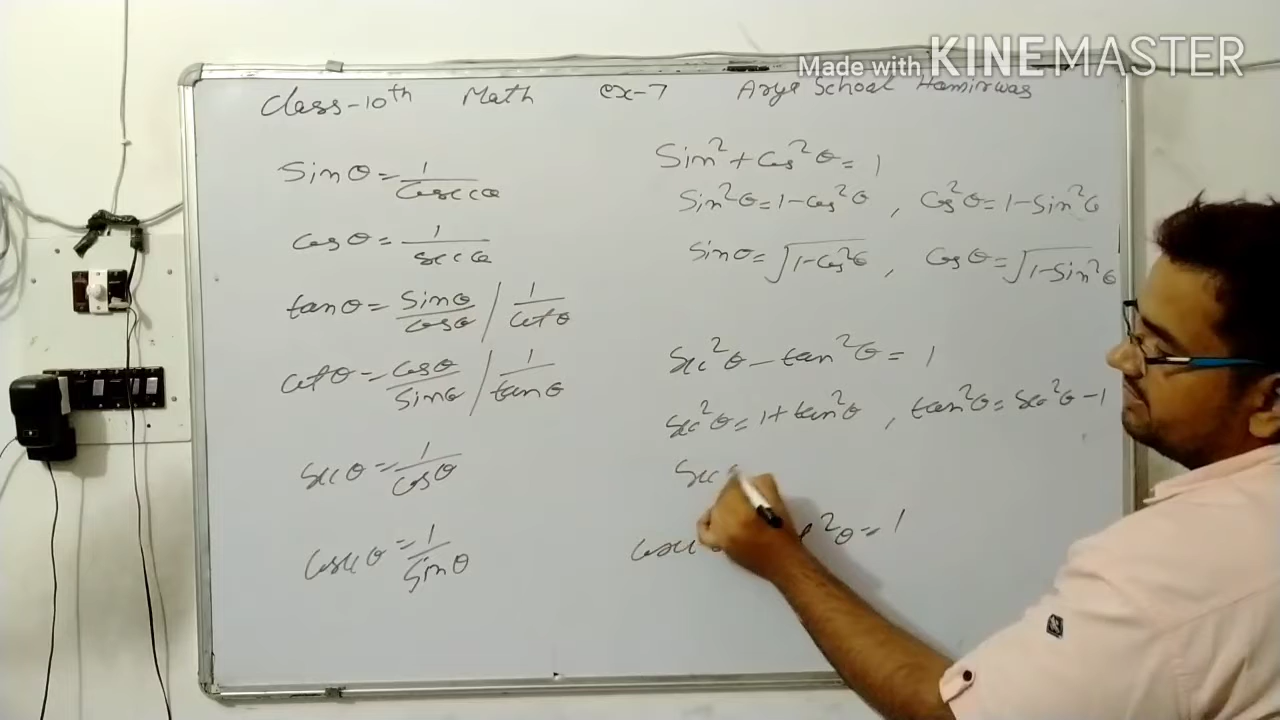 Made with KINEMASTER
Class-10th Math ex-7 Arya School Hamirwas
Sinθ = 1/Cosecθ
cosθ = 1/secθ
tanθ = Sinθ/cosθ / 1/cotθ
cotθ = cosθ/Sinθ / 1/tanθ
secθ = 1/cosθ
cosecθ = 1/Sinθ
Sin² + cos²θ = 1
Sin²θ = 1 - cos²θ , cos²θ = 1 - Sin²θ
Sinθ = √1-cos²θ , cosθ = √1-Sin²θ
Sec²θ - tan²θ = 1
sec²θ = 1 + tan²θ , tan²θ = sec²θ - 1
sec
cosec ²θ = 1